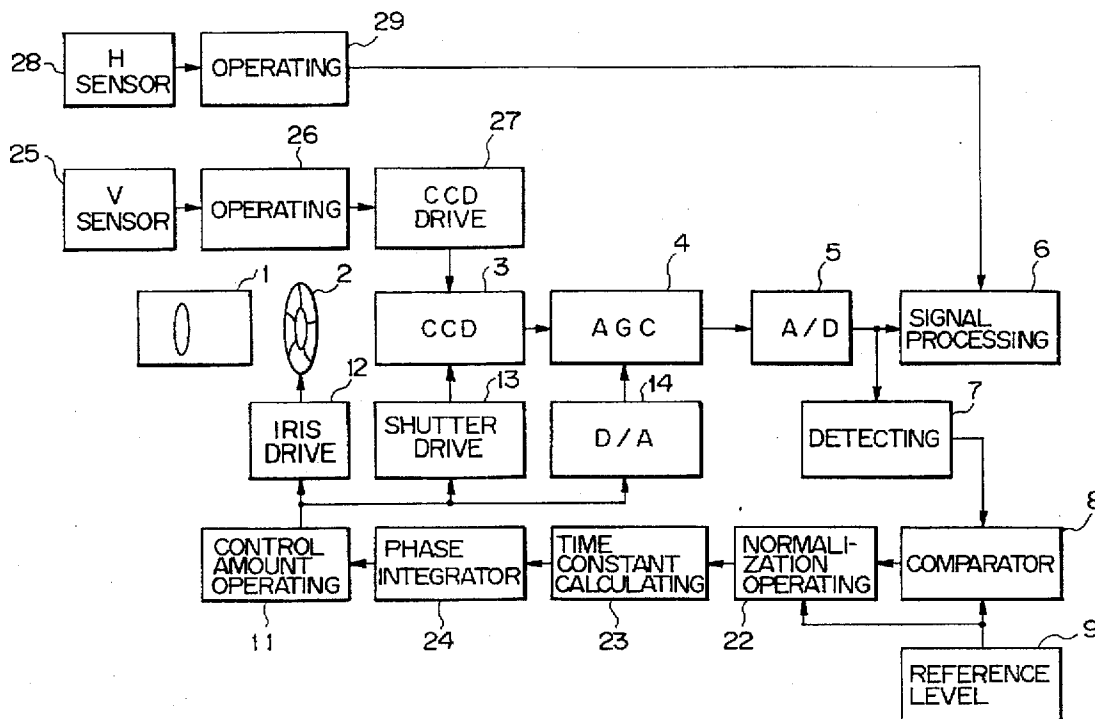 28
H
SENSOR
29
OPERATING
25
V
SENSOR
26
OPERATING
27
CCD
DRIVE
1
2
3
CCD
4
AGC
5
A/D
6
SIGNAL
PROCESSING
12
IRIS
DRIVE
13
SHUTTER
DRIVE
14
D/A
7
DETECTING
CONTROL
AMOUNT
OPERATING
11
PHASE
INTEGRATOR
24
TIME
CONSTANT
CALCULATING
23
NORMALI-
ZATION
OPERATING
22
8
COMPARATOR
9
REFERENCE
LEVEL